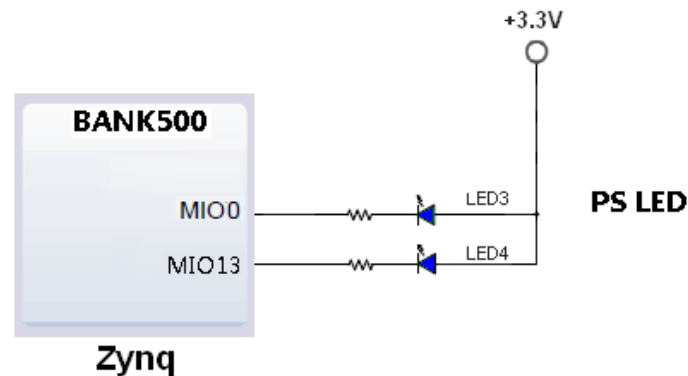 +3.3V
BANK500
MIO0
LED3
PS LED
MIO13
LED4
Zynq